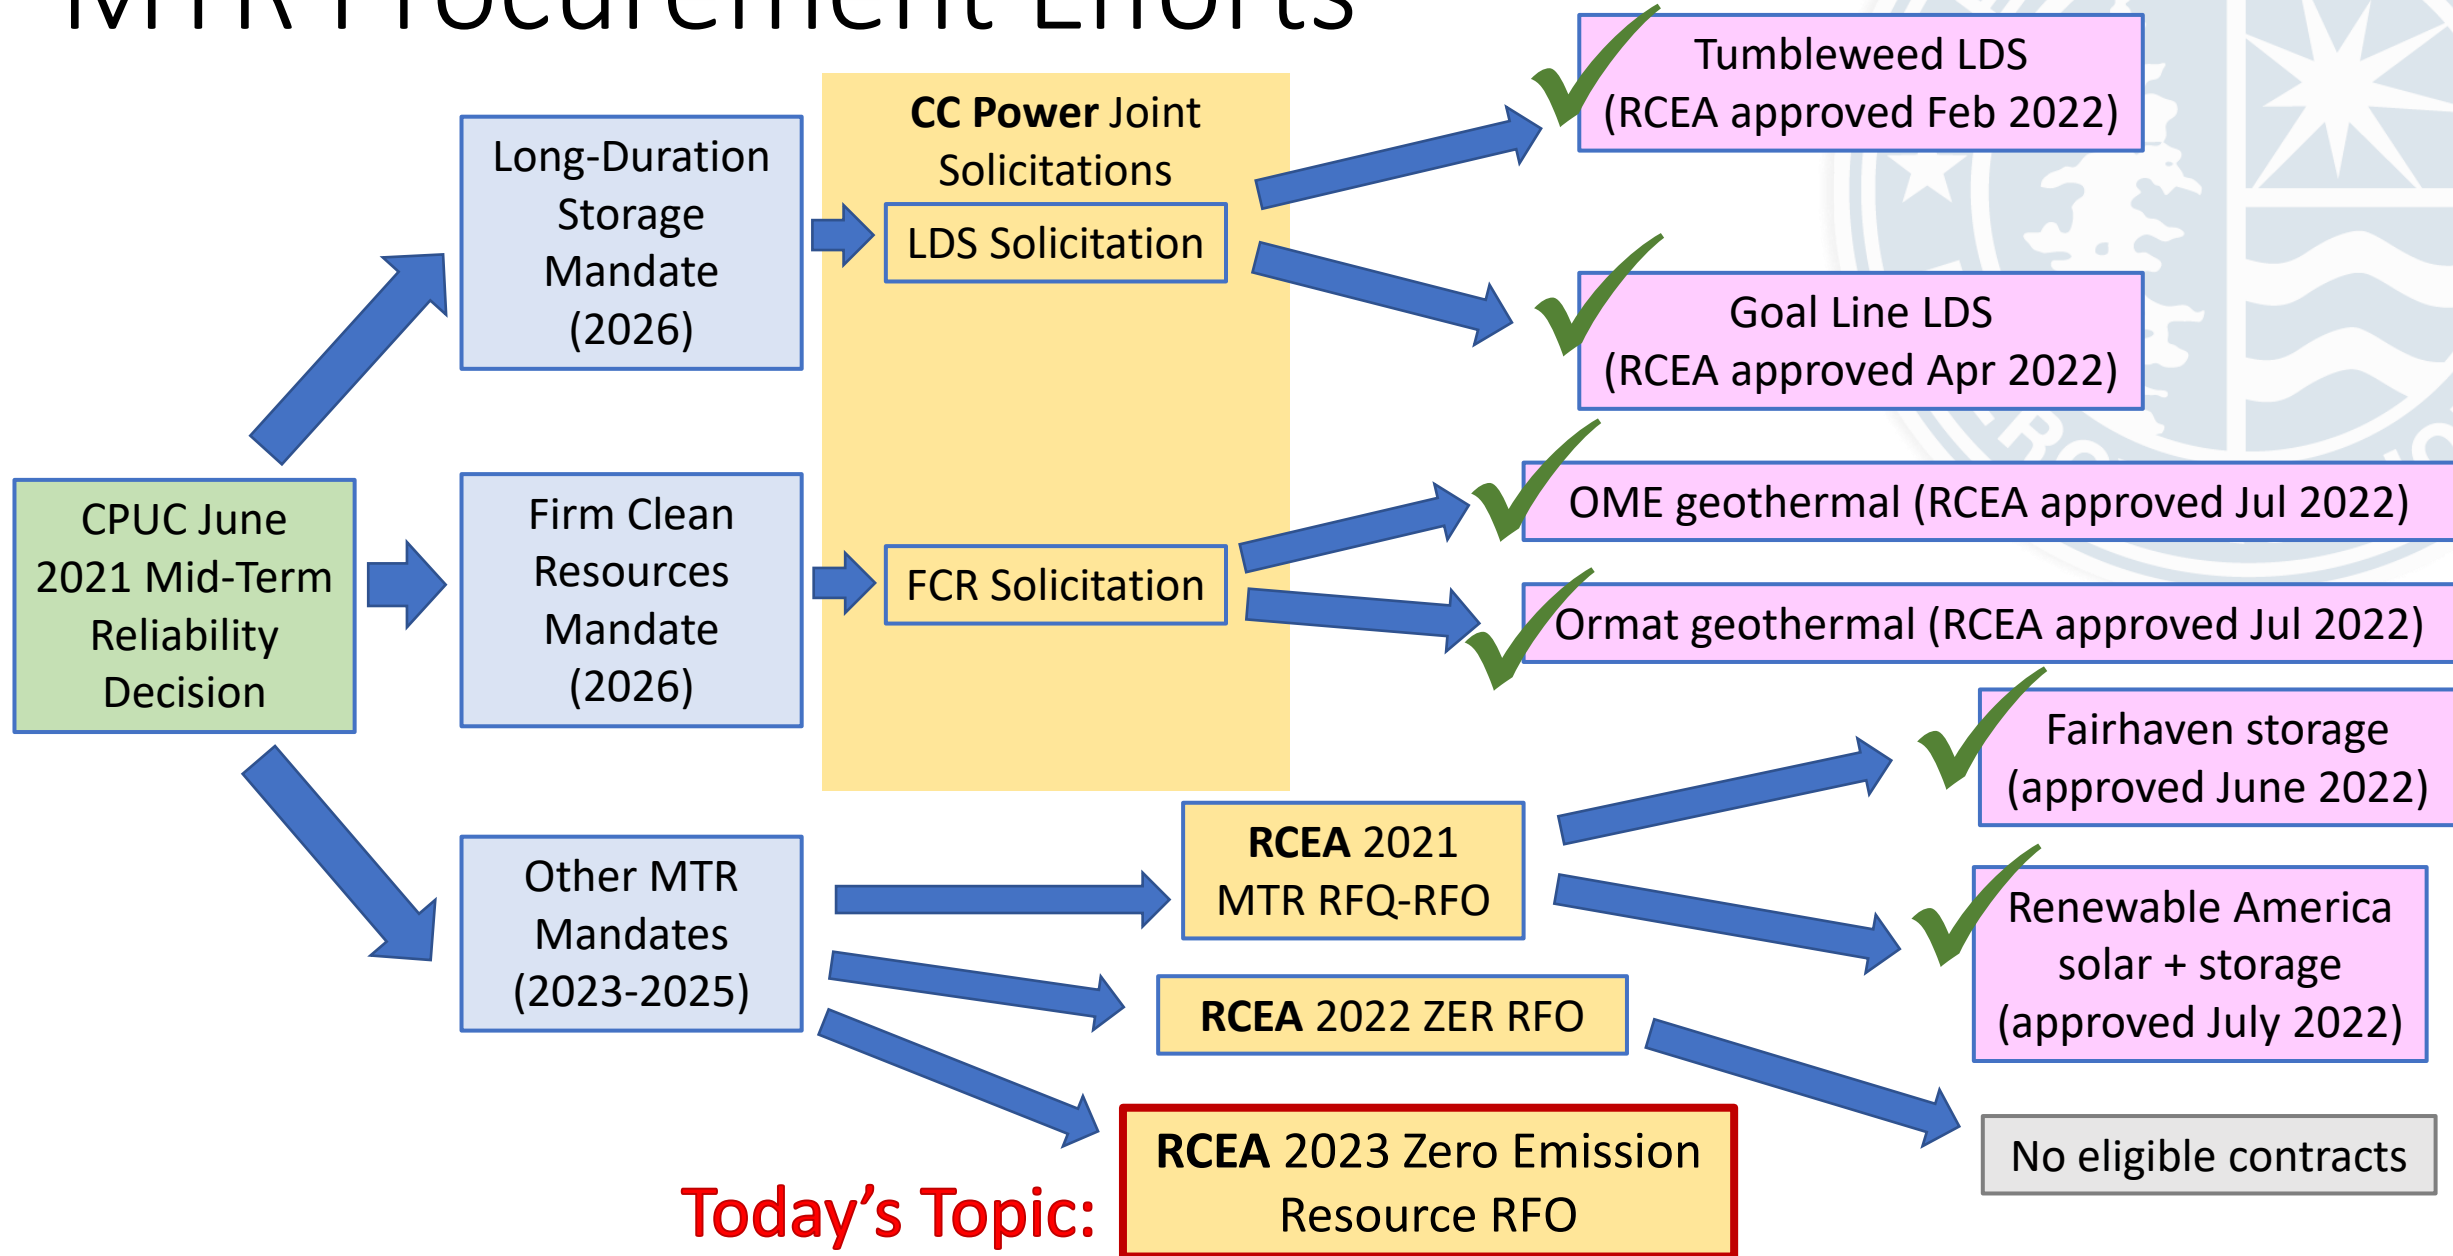 MTR Procurement Efforts
CPUC June
2021 Mid-Term
Reliability
Decision
Long-Duration
Storage
Mandate
(2026)
Firm Clean
Resources
Mandate
(2026)
Other MTR
Mandates
(2023-2025)
CC Power Joint
Solicitations
LDS Solicitation
FCR Solicitation
RCEA 2021
MTR RFQ-RFO
RCEA 2022 ZER RFO
Today's Topic:
RCEA 2023 Zero Emission
Resource RFO
Tumbleweed LDS
(RCEA approved Feb 2022)
Goal Line LDS
(RCEA approved Apr 2022)
OME geothermal (RCEA approved Jul 2022)
Ormat geothermal (RCEA approved Jul 2022)
Fairhaven storage
(approved June 2022)
Renewable America
solar + storage
(approved July 2022)
No eligible contracts